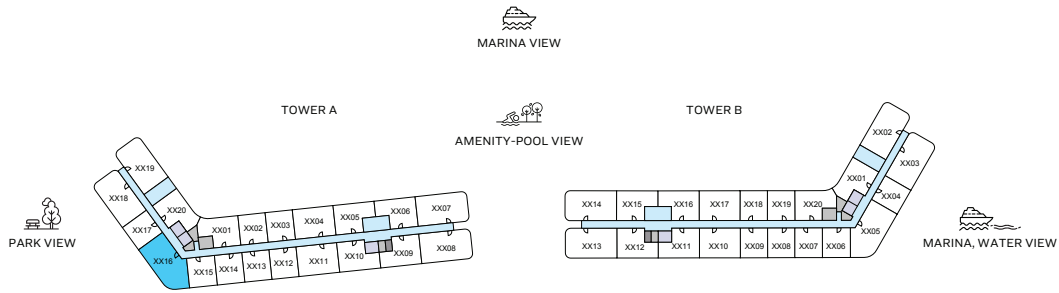 MARINA VIEW
TOWER A
TOWER B
AMENITY-POOL VIEW
PARK VIEW
MARINA, WATER VIEW
XX19
XX18
XX20
XX17
XX16
XX01
XX02
XX03
XX04
XX05
XX06
XX07
XX15
XX14
XX13
XX12
XX11
XX10
XX09
XX08
XX14
XX15
XX16
XX17
XX18
XX19
XX20
XX01
XX02
XX03
XX04
XX05
XX13
XX12
XX11
XX10
XX09
XX08
XX07
XX06